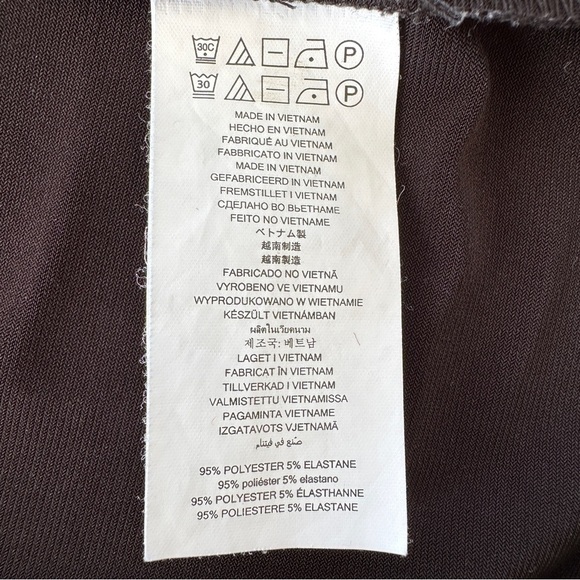 30C P
30 P
MADE IN VIETNAM
HECHO EN VIETNAM
FABRIQUÉ AU VIETNAM
FABBRICATO IN VIETNAM
MADE IN VIETNAM
GEFABRICEERD IN VIETNAM
FREMSTILLET I VIETNAM
СДЕЛАНО ВО ВЬЕТНАМЕ
FEITO NO VIETNAME
ベトナム製
越南制造
越南製造
FABRICADO NO VIETNÃ
VYROBENO VE VIETNAMU
WYPRODUKOWANO W WIETNAMIE
KÉSZÜLT VIETNÁMBAN
ผลิตในเวียดนาม
제조국: 베트남
LAGET I VIETNAM
FABRICAT ÎN VIETNAM
TILLVERKAD I VIETNAM
VALMISTETTU VIETNAMISSA
PAGAMINTA VIETNAME
IZGATAVOTS VJETNAMĀ
صُنع في فيتنام
95% POLYESTER 5% ELASTANE
95% poliéster 5% elastano
95% POLYESTER 5% ÉLASTHANNE
95% POLIESTERE 5% ELASTANE